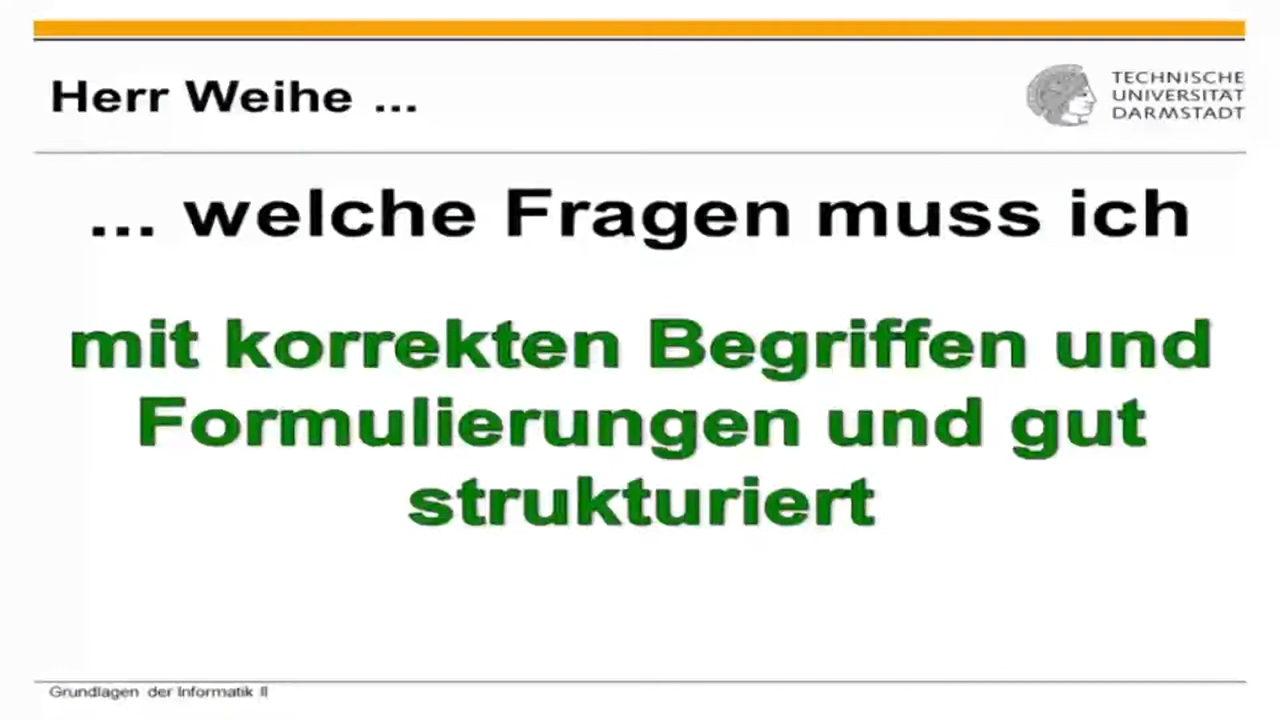 Herr Weihe ...
TECHNISCHE
UNIVERSITÄT
DARMSTADT
... welche Fragen muss ich
mit korrekten Begriffen und
Formulierungen und gut
strukturiert
Grundlagen der Informatik II